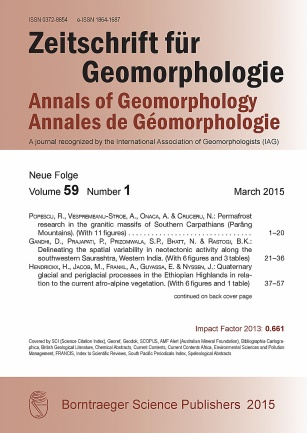 ISSN 0372-8854 e-ISSN 1864-1687
Zeitschrift für
Geomorphologie
Annals of Geomorphology
Annales de Géomorphologie
A journal recognized by the International Association of Geomorphologists (IAG)
Neue Folge
Volume 59 Number 1 March 2015
POPESCU, R., VESPREMEANU-STROE, A., ONACA, A. & CRUCERU, N.: Permafrost
research in the granitic massifs of Southern Carpathians (Parâng
Mountains). (With 11 figures) . . . . . . . . . . . . . . . . . . . . . . . . . . . . . . 1–20
GANDHI, D., PRAJAPATI, P., PRIZOMWALA, S.P., BHATT, N. & RASTOGI, B.K.:
Delineating the spatial variability in neotectonic activity along the
southwestern Saurashtra, Western India. (With 6 figures and 3 tables) 21–36
HENDRICKX, H., JACOB, M., FRANKL, A., GUYASSA, E. & NYSSEN, J.: Quaternary
glacial and periglacial processes in the Ethiopian Highlands in rela-
tion to the current afro-alpine vegetation. (With 6 figures and 1 table) 37–57
continued on back cover page
Impact Factor 2013: 0.661
Covered by SCI (Science Citation Index), Georef, Geodok, SCOPUS, AMF Alert (Australian Mineral Foundation), Bibliographie Cartogra-
phica, British Geological Literature, Chemical Abstracts, Current Contents, Current Contents Africa, Environmental Sciences and Pollution
Management, FRANCIS, Index to Scientific Reviews, South Pacific Periodicals Index, Speleological Abstracts
Borntraeger Science Publishers 2015